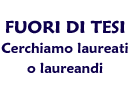 FUORI DI TESI
Cerchiamo laureati
o laureandi